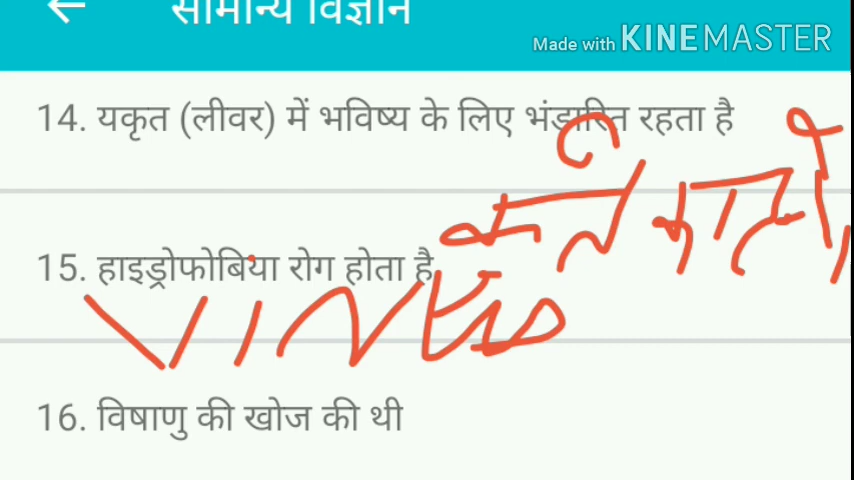 सामान्य विज्ञान
Made with KINEMASTER
14. यकृत (लीवर) में भविष्य के लिए भंडारित रहता है
15. हाइड्रोफोबिया रोग होता है
16. विषाणु की खोज की थी